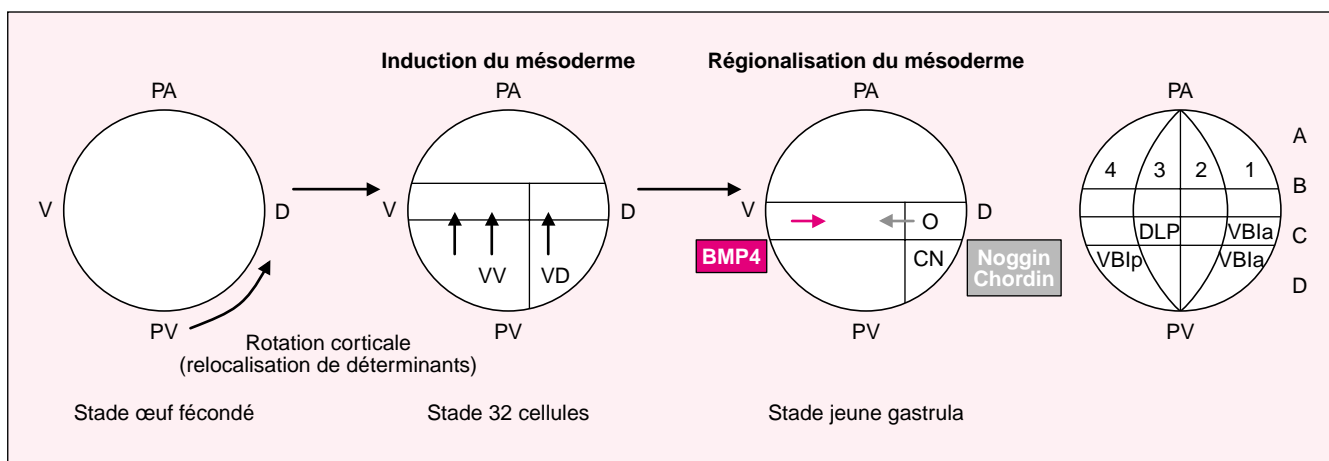 Induction du mésoderme
Régionalisation du mésoderme
PA
V
D
PV
Rotation corticale
(relocalisation de déterminants)
Stade œuf fécondé
PA
V
D
VV
VD
PV
Stade 32 cellules
PA
V
D
O
BMP4
CN
Noggin
Chordin
PV
Stade jeune gastrula
PA
A
4 3 2 1
B
DLP VBIa
C
VBIp VBIa
D
PV